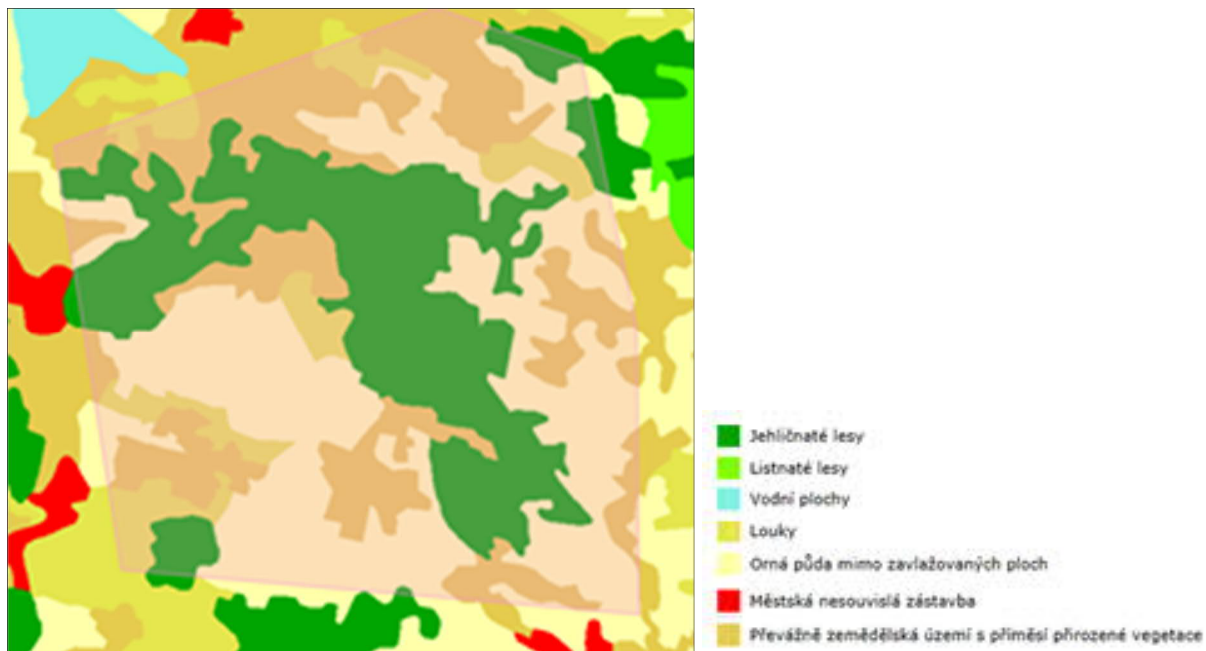 Jehličnaté lesy
Listnaté lesy
Vodní plochy
Louky
Orná půda mimo zavlažovaných ploch
Městská nesouvislá zástavba
Převážně zemědělská území s příměsí přirozené vegetace